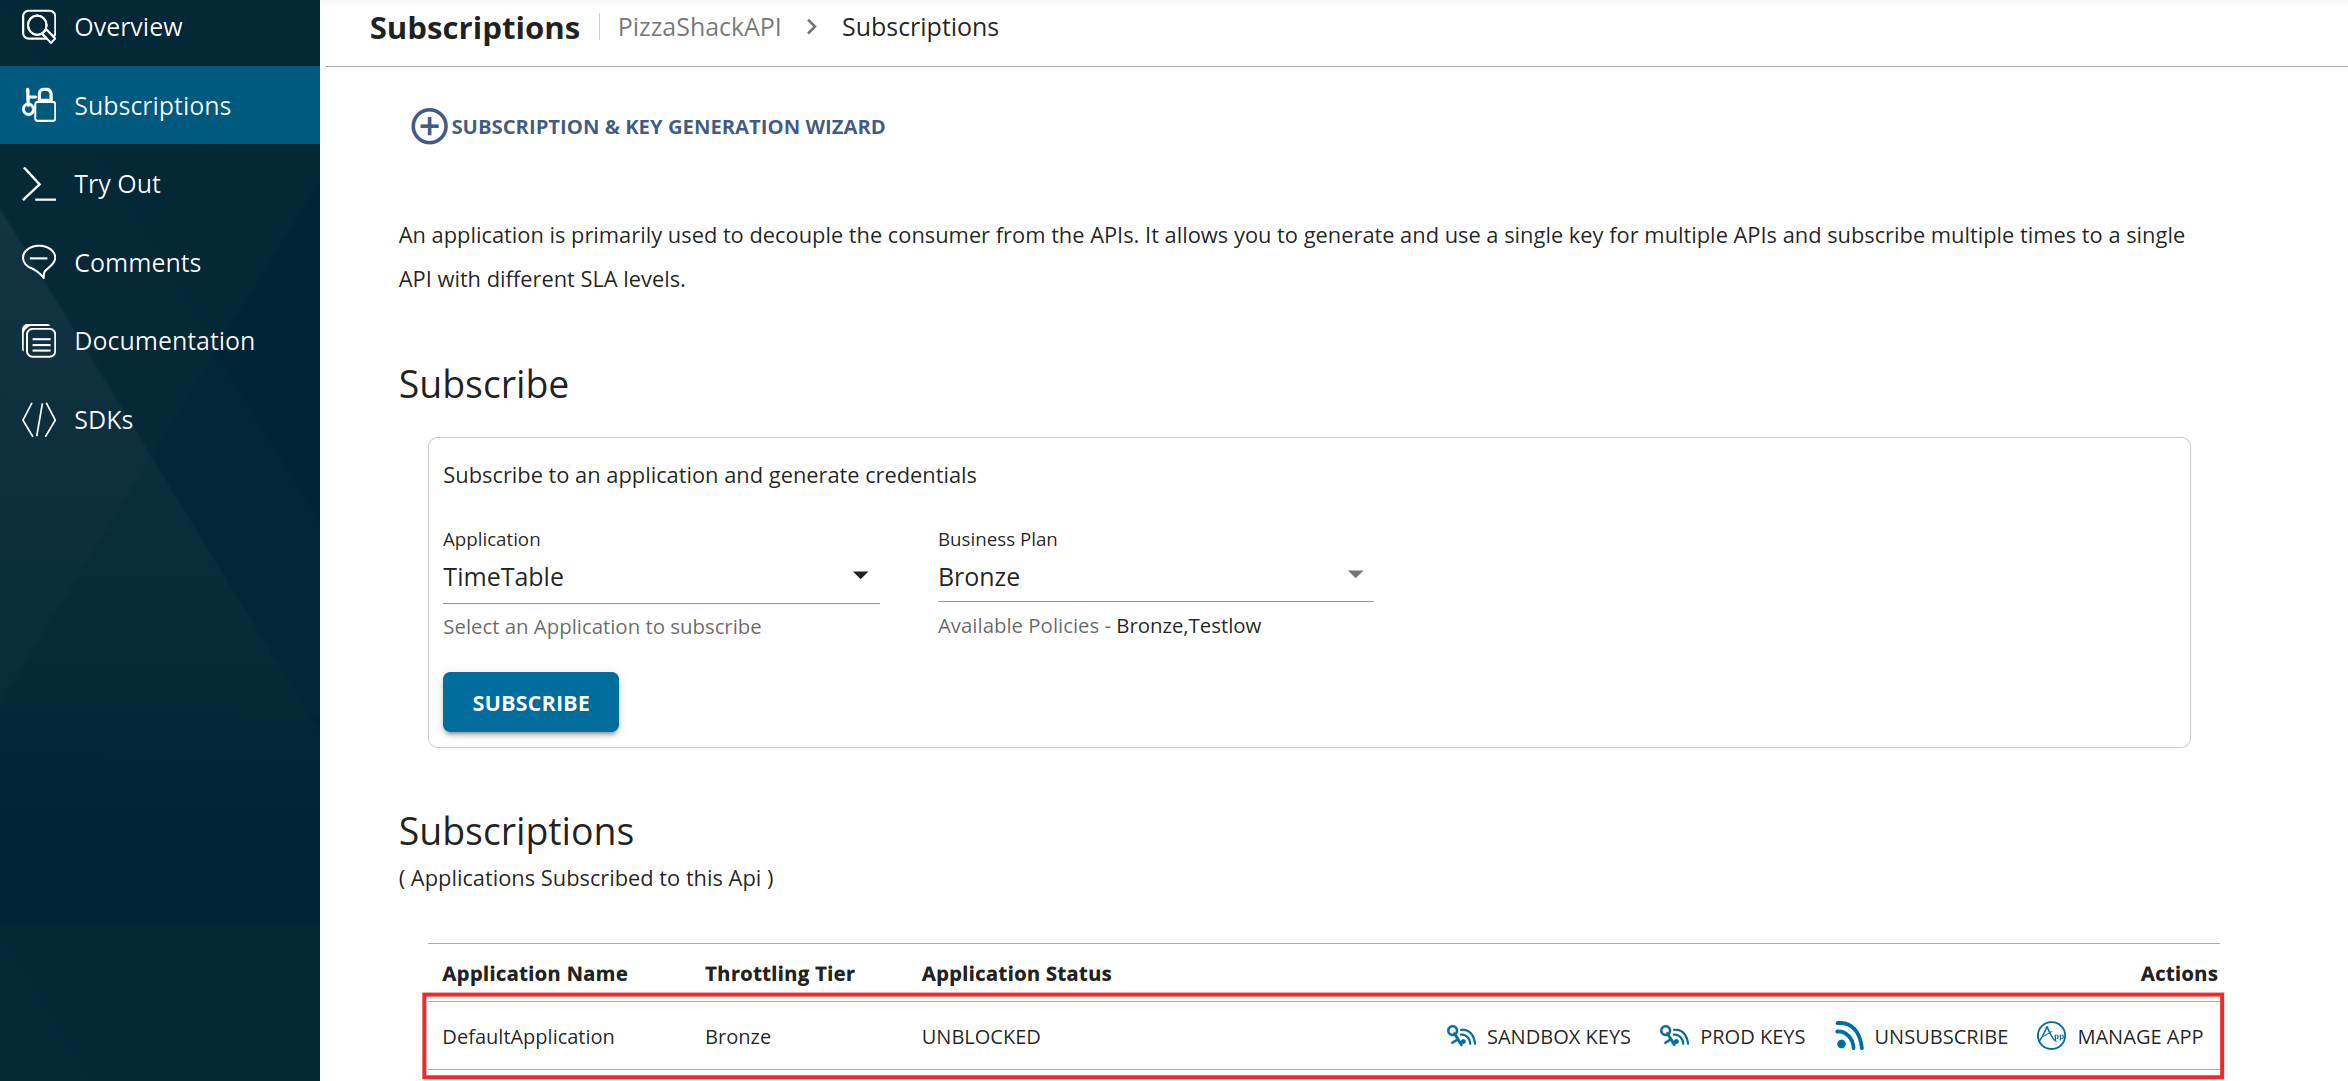 Overview
Subscriptions
Try Out
Comments
Documentation
SDKs
Subscriptions PizzaShackAPI > Subscriptions
SUBSCRIPTION & KEY GENERATION WIZARD
An application is primarily used to decouple the consumer from the APIs. It allows you to generate and use a single key for multiple APIs and subscribe multiple times to a single
API with different SLA levels.
Subscribe
Subscribe to an application and generate credentials
Application Business Plan
TimeTable Bronze
Select an Application to subscribe Available Policies - Bronze,Testlow
SUBSCRIBE
Subscriptions
( Applications Subscribed to this Api )
Application Name Throttling Tier Application Status Actions
DefaultApplication Bronze UNBLOCKED SANDBOX KEYS PROD KEYS UNSUBSCRIBE App MANAGE APP